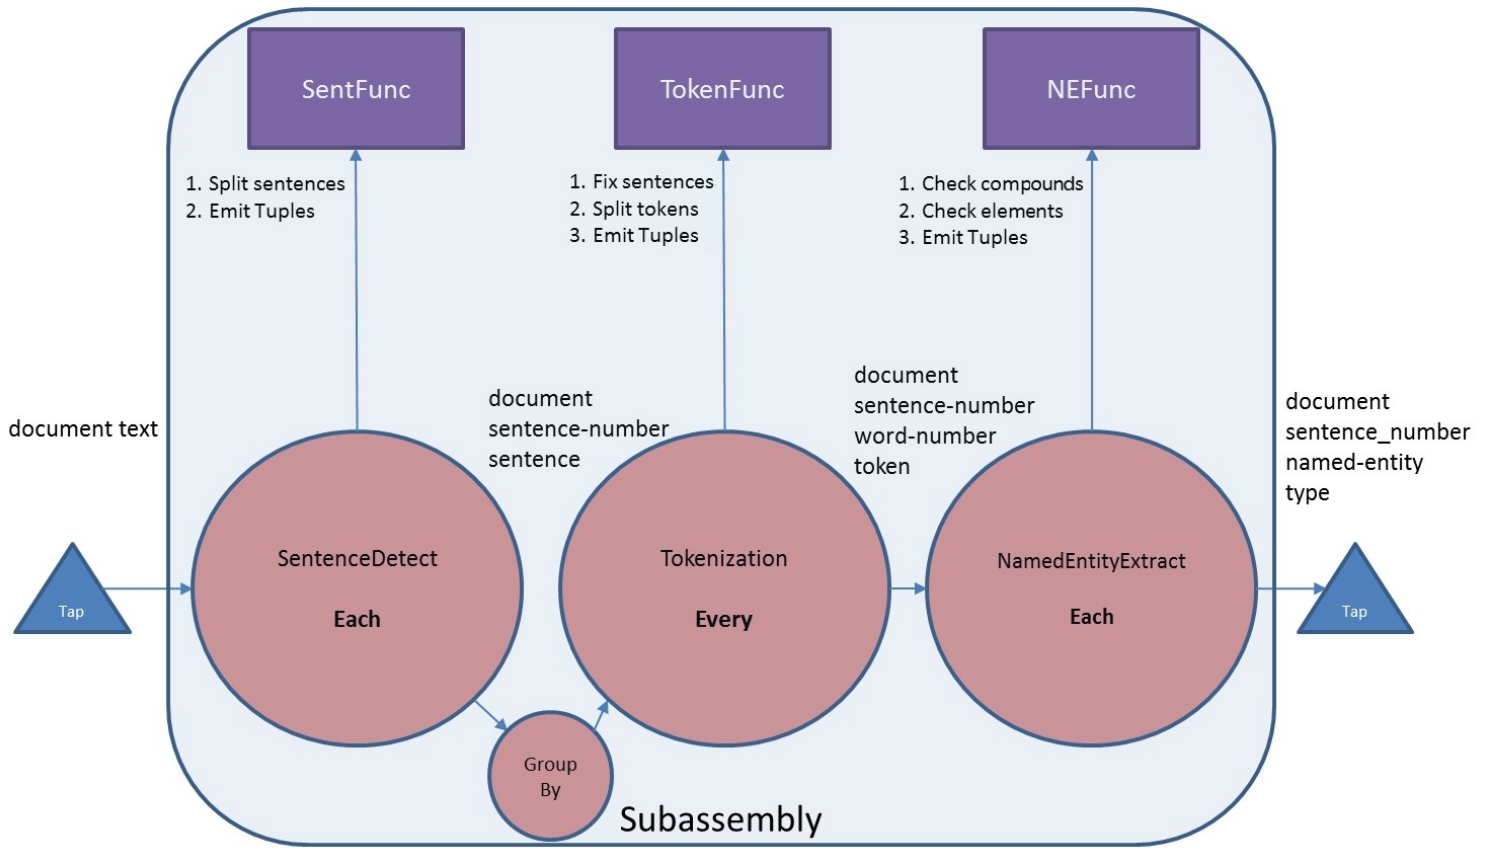 SentFunc
TokenFunc
NEFunc
1. Split sentences
2. Emit Tuples
1. Fix sentences
2. Split tokens
3. Emit Tuples
1. Check compounds
2. Check elements
3. Emit Tuples
document text
document
sentence-number
sentence
document
sentence-number
word-number
token
document
sentence_number
named-entity
type
Tap
SentenceDetect
Each
Tokenization
Every
NamedEntityExtract
Each
Tap
Group
By
Subassembly